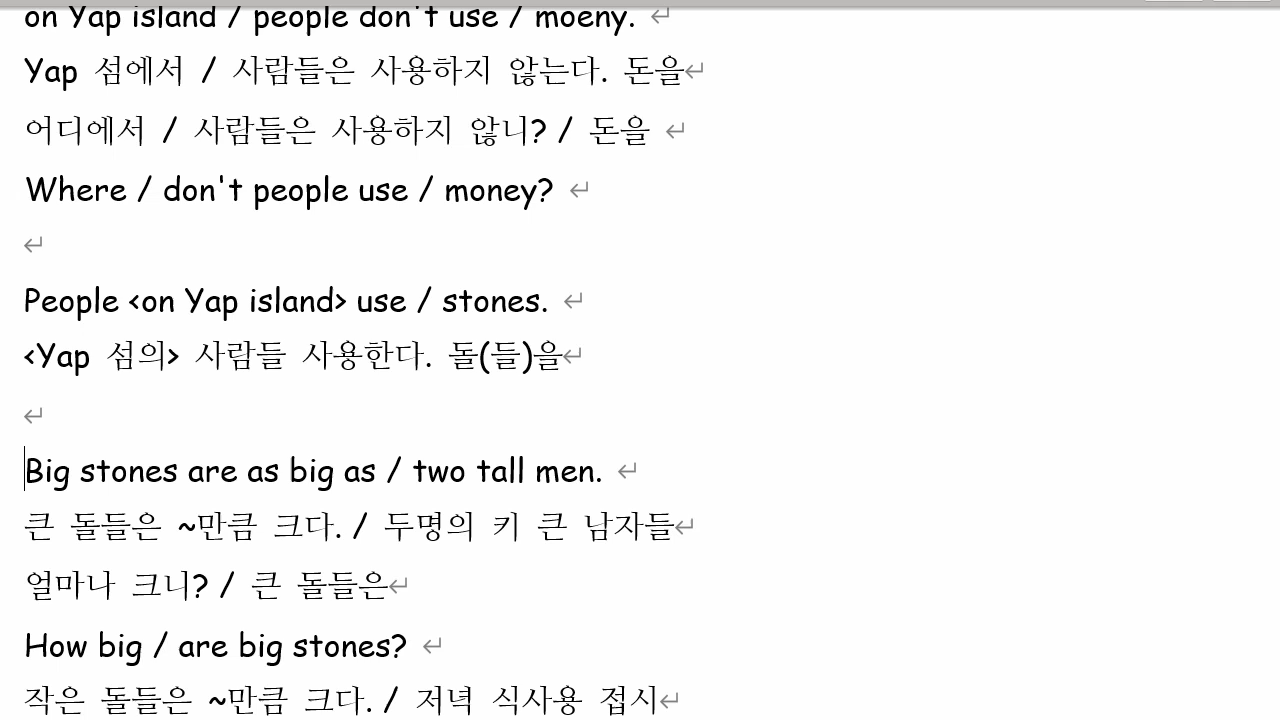 on Yap island / people don't use / moeny.
Yap 섬에서 / 사람들은 사용하지 않는다. 돈을
어디에서 / 사람들은 사용하지 않니? / 돈을
Where / don't people use / money?
People <on Yap island> use / stones.
<Yap 섬의> 사람들 사용한다. 돌(들)을
Big stones are as big as / two tall men.
큰 돌들은 ~만큼 크다. / 두명의 키 큰 남자들
얼마나 크니? / 큰 돌들은
How big / are big stones?
작은 돌들은 ~만큼 크다. / 저녁 식사용 접시